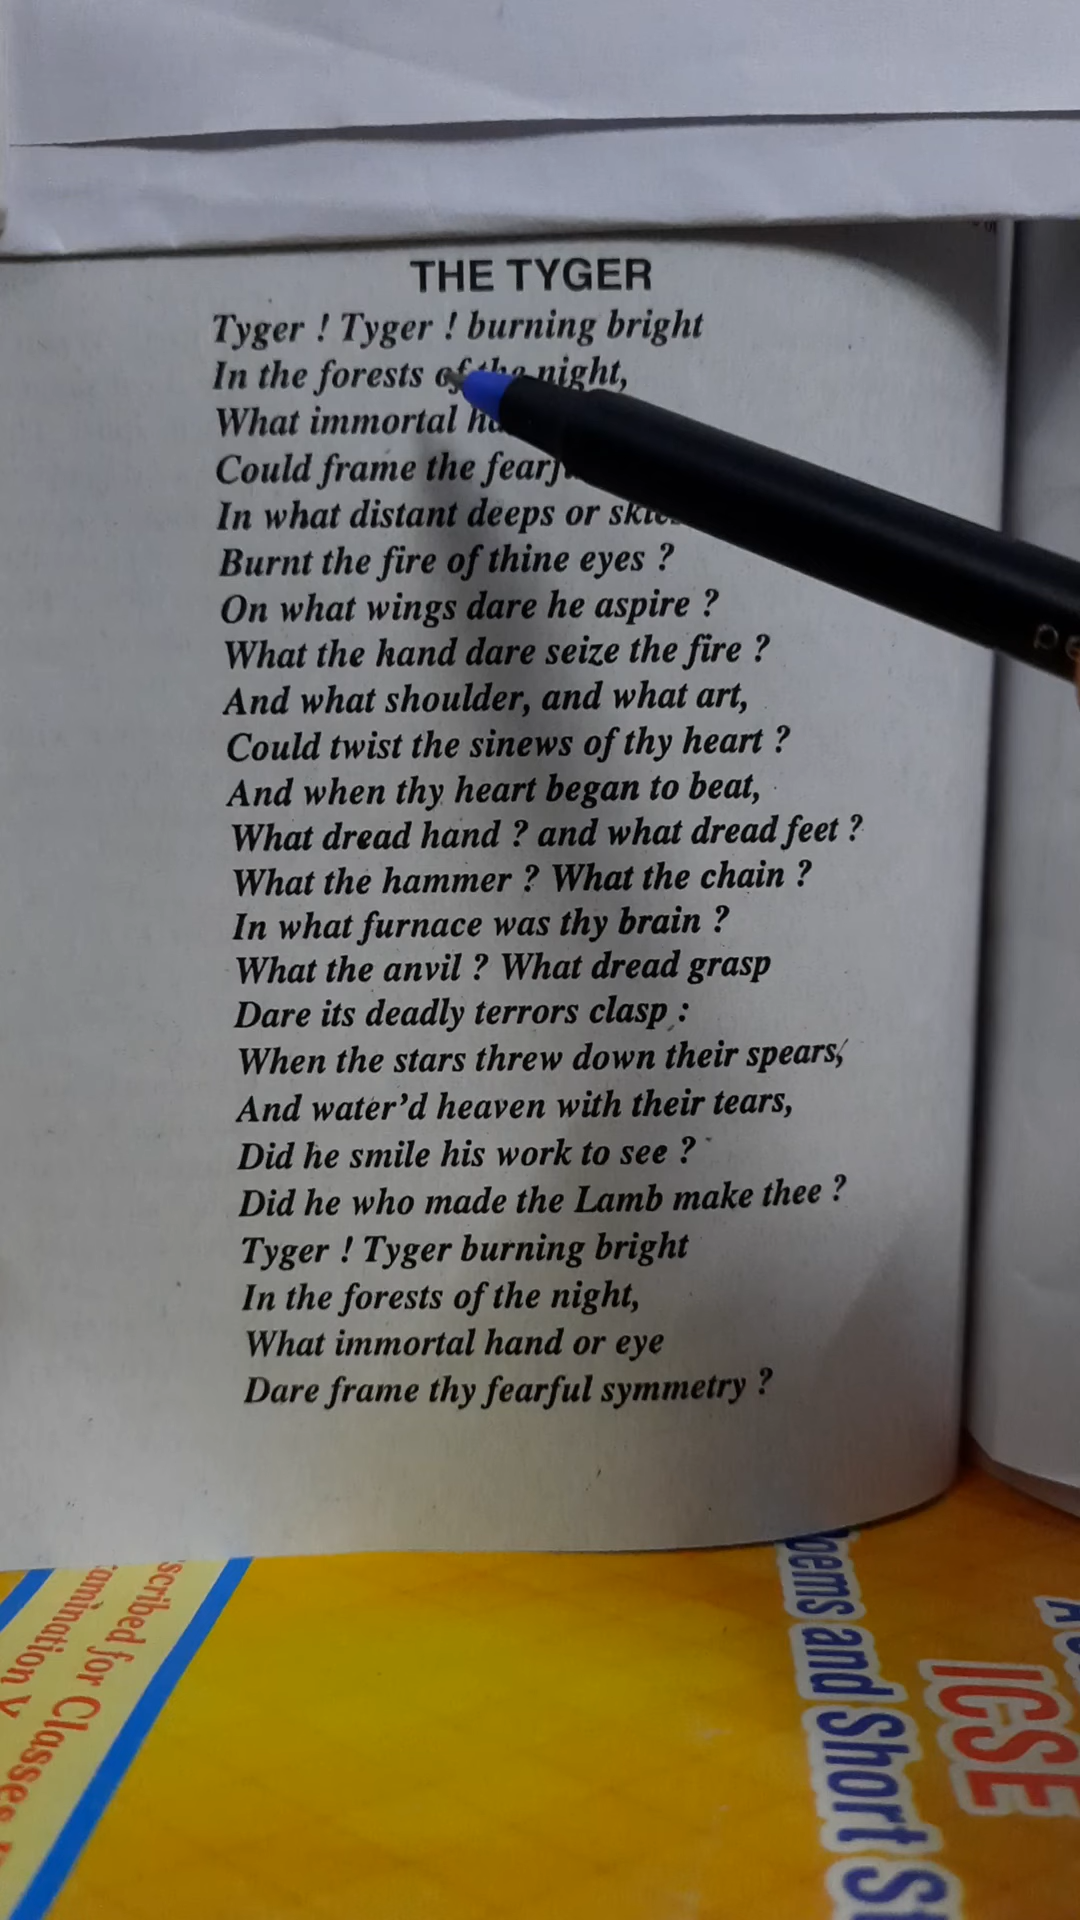 THE TYGER
Tyger ! Tyger ! burning bright
In the forests of the night,
What immortal
Could frame the
In what distant deeps or
Burnt the fire of thine eyes ?
On what wings dare he aspire ?
What the hand dare seize the fire ?
And what shoulder, and what art,
Could twist the sinews of thy heart ?
And when thy heart began to beat,
What dread hand ? and what dread feet ?
What the hammer ? What the chain ?
In what furnace was thy brain ?
What the anvil ? What dread grasp
Dare its deadly terrors clasp :
When the stars threw down their spears,
And water'd heaven with their tears,
Did he smile his work to see ?
Did he who made the Lamb make thee ?
Tyger ! Tyger burning bright
In the forests of the night,
What immortal hand or eye
Dare frame thy fearful symmetry ?
for Classes
and Short
ICSE